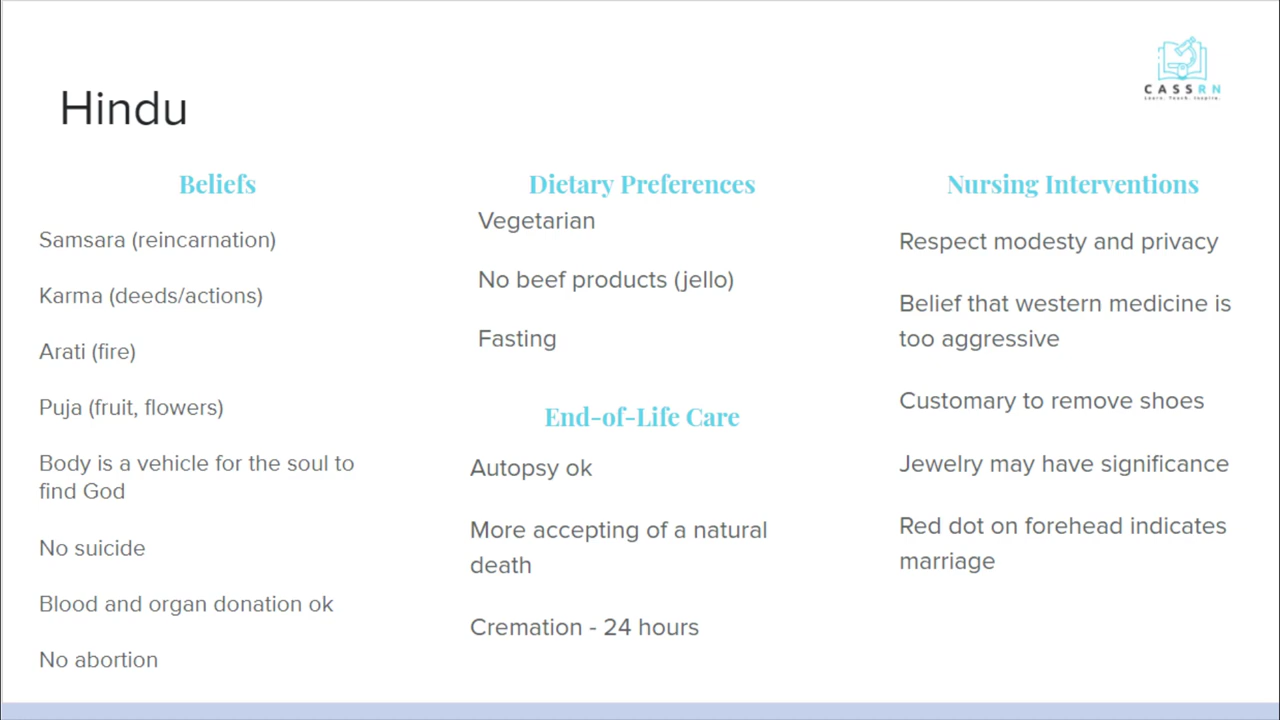 CASSRN
Learn. Teach. Inspire.
Hindu
Beliefs
Samsara (reincarnation)
Karma (deeds/actions)
Arati (fire)
Puja (fruit, flowers)
Body is a vehicle for the soul to
find God
No suicide
Blood and organ donation ok
No abortion
Dietary Preferences
Vegetarian
No beef products (jello)
Fasting
End-of-Life Care
Autopsy ok
More accepting of a natural
death
Cremation - 24 hours
Nursing Interventions
Respect modesty and privacy
Belief that western medicine is
too aggressive
Customary to remove shoes
Jewelry may have significance
Red dot on forehead indicates
marriage